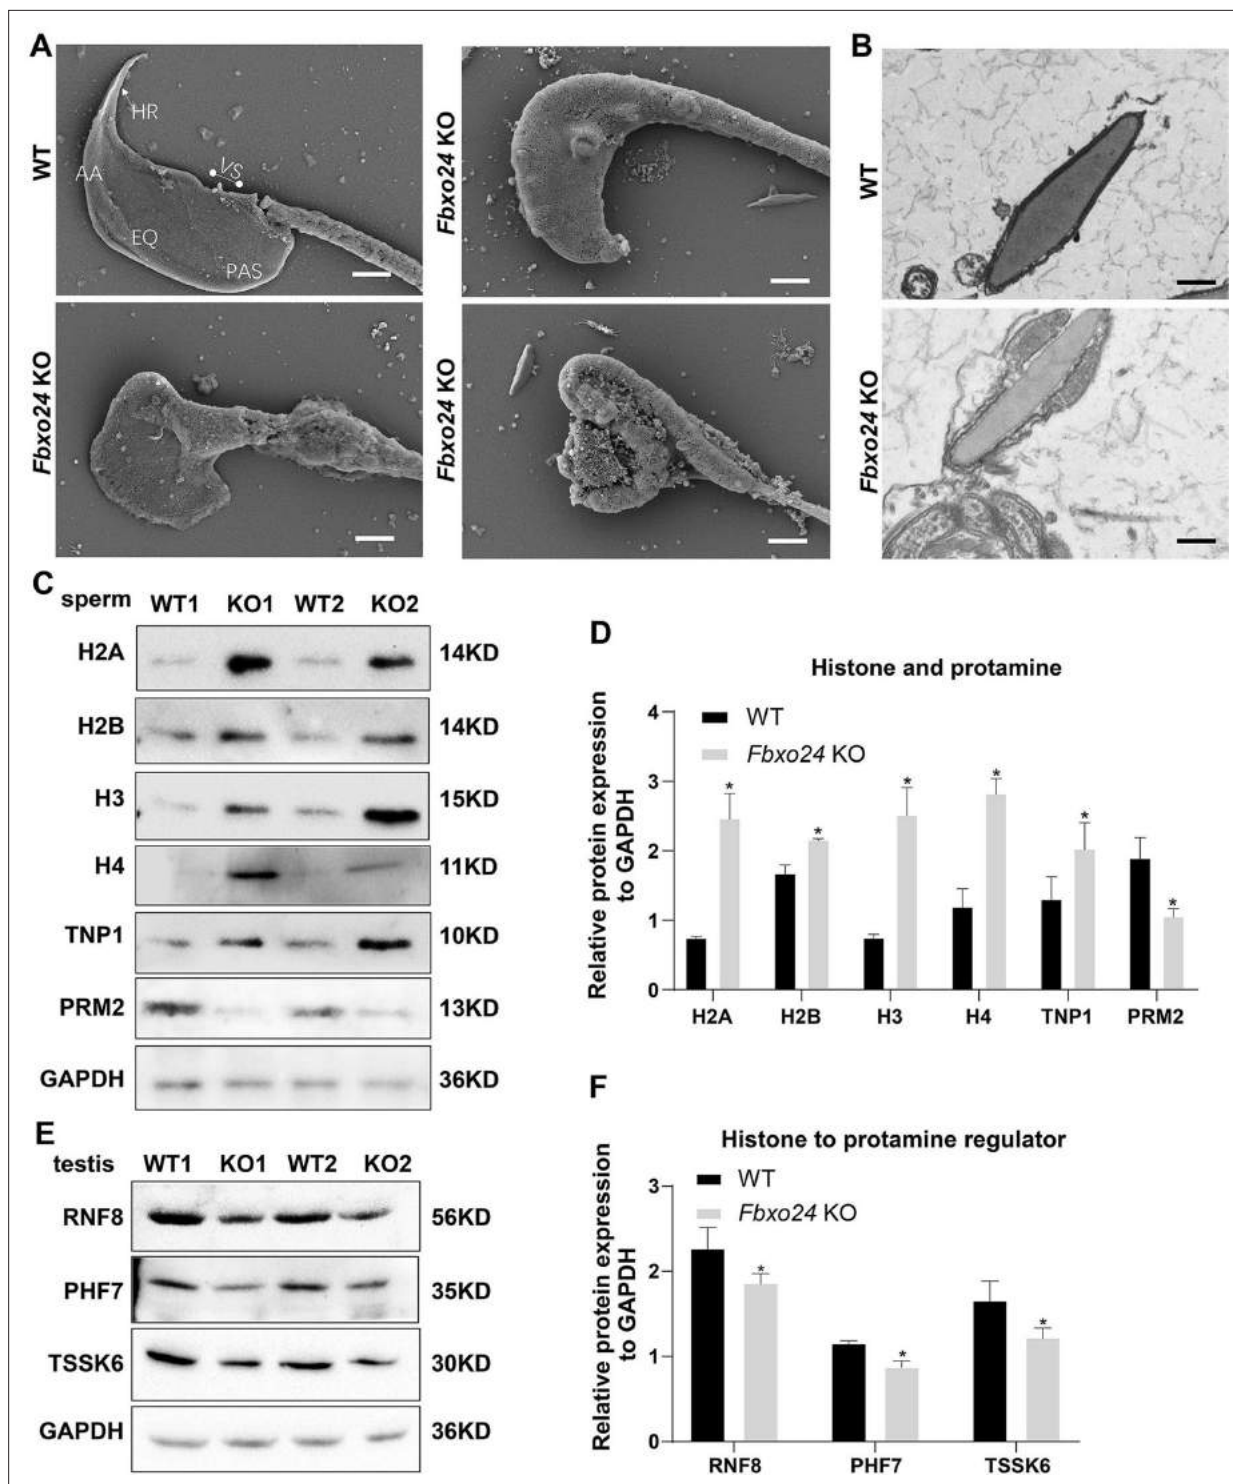 A
B
WT
HR
AA
VS
EQ
PAS
Fbxo24 KO
WT
Fbxo24 KO
Fbxo24 KO
Fbxo24 KO
C
sperm WT1 KO1 WT2 KO2
H2A 14KD
H2B 14KD
H3 15KD
H4 11KD
TNP1 10KD
PRM2 13KD
GAPDH 36KD
D
Histone and protamine
WT
Fbxo24 KO
Relative protein expression
to GAPDH
4
3
2
1
0
* * * * * *
H2A H2B H3 H4 TNP1 PRM2
E
testis WT1 KO1 WT2 KO2
RNF8 56KD
PHF7 35KD
TSSK6 30KD
GAPDH 36KD
F
Histone to protamine regulator
WT
Fbxo24 KO
Relative protein expression
to GAPDH
3
2
1
0
* * *
RNF8 PHF7 TSSK6